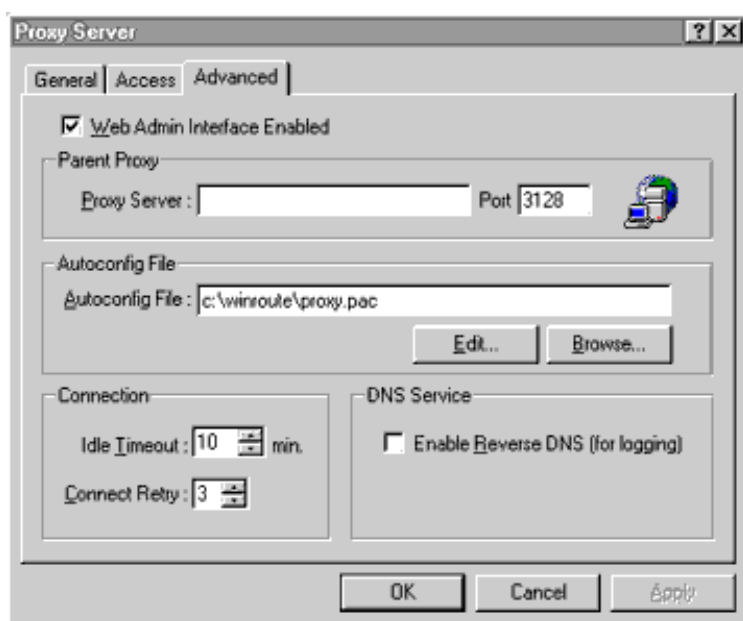 Proxy Server
General Access Advanced
Web Admin Interface Enabled
Parent Proxy
Proxy Server : Port 3128
Autoconfig File
Autoconfig File : c:\winroute\proxy.pac
Edit... Browse...
Connection
Idle Timeout : 10 min.
Connect Retry : 3
DNS Service
Enable Reverse DNS (for logging)
OK Cancel Apply